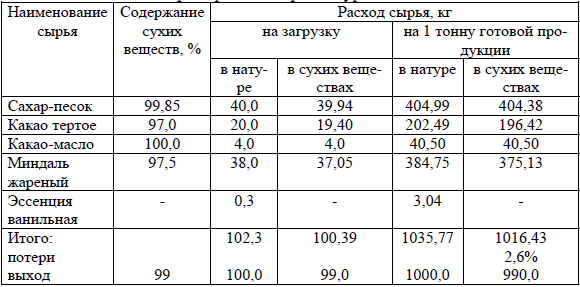 Наименование сырья | Содержание сухих веществ, % | Расход сырья, кг
на загрузку | на 1 тонну готовой продукции
в натуре | в сухих веществах | в натуре | в сухих веществах
Сахар-песок | 99,85 | 40,0 | 39,94 | 404,99 | 404,38
Какао тертое | 97,0 | 20,0 | 19,40 | 202,49 | 196,42
Какао-масло | 100,0 | 4,0 | 4,0 | 40,50 | 40,50
Миндаль жареный | 97,5 | 38,0 | 37,05 | 384,75 | 375,13
Эссенция ванильная | - | 0,3 | - | 3,04 | -
Итого: | 102,3 | 100,39 | 1035,77 | 1016,43
потери | 2,6%
выход | 99 | 100,0 | 99,0 | 1000,0 | 990,0